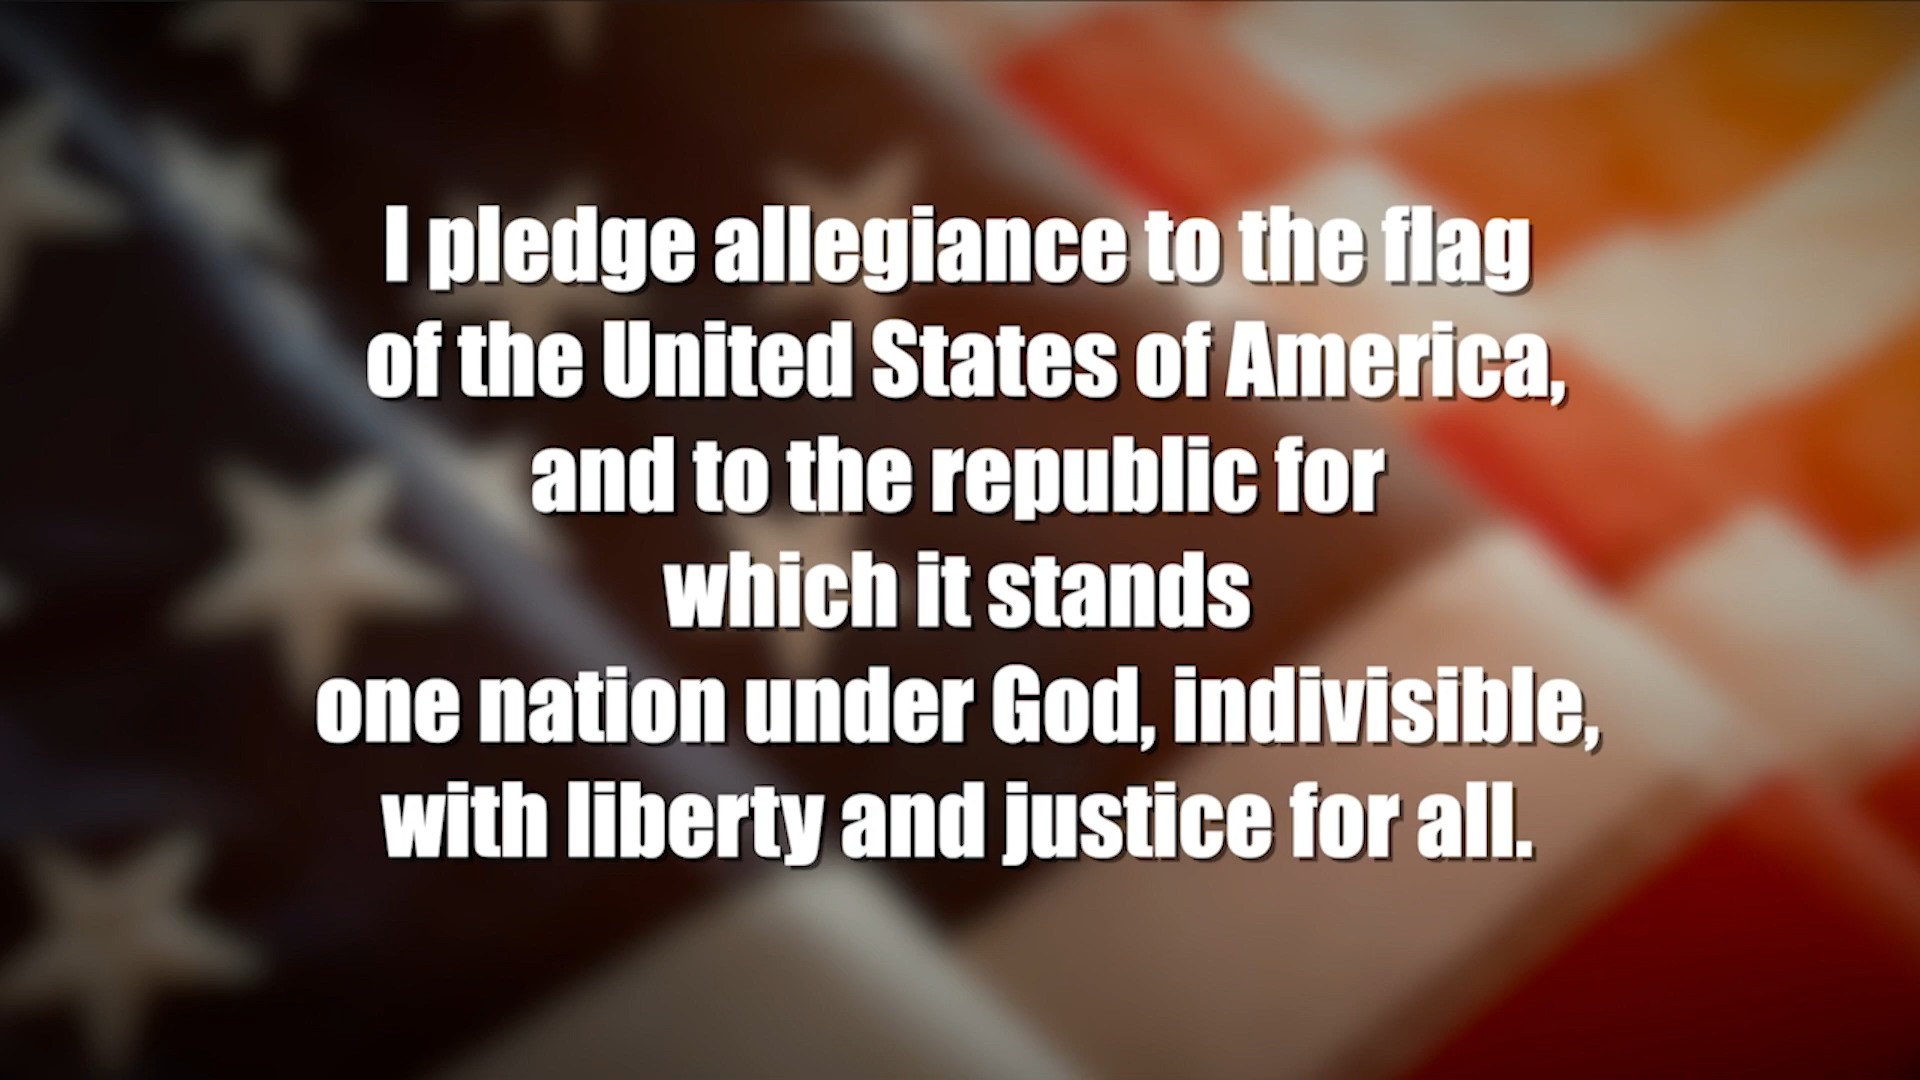 I pledge allegiance to the flag
of the United States of America,
and to the republic for
which it stands
one nation under God, indivisible,
with liberty and justice for all.